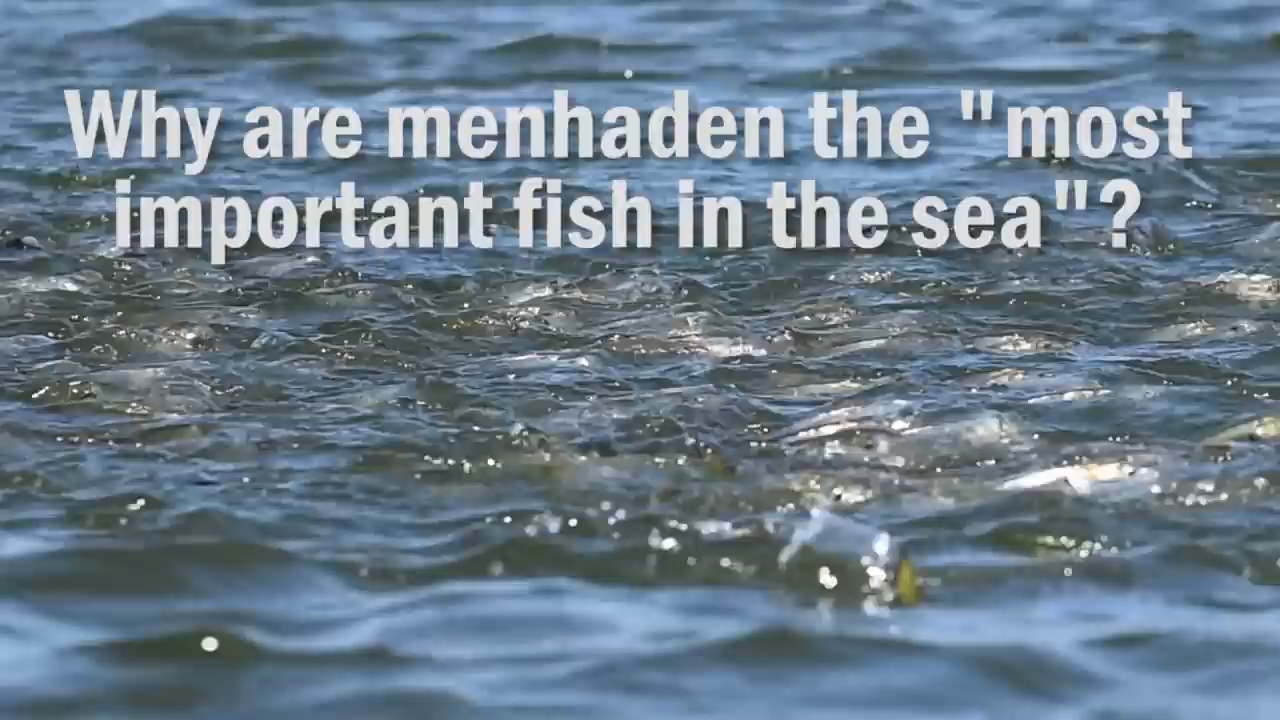 Why are menhaden the "most
important fish in the sea"?